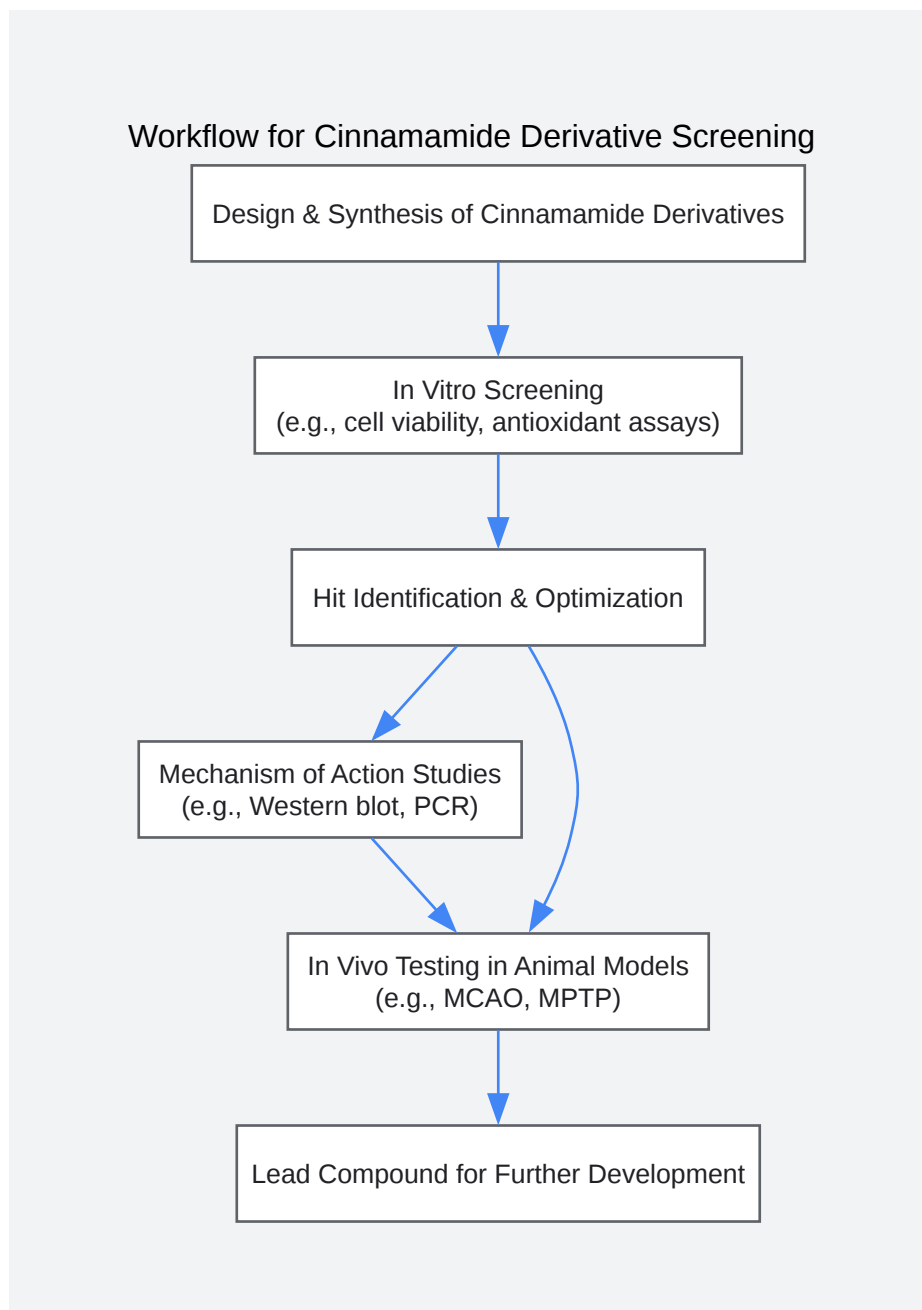 Workflow for Cinnamamide Derivative Screening
Design & Synthesis of Cinnamamide Derivatives
In Vitro Screening
(e.g., cell viability, antioxidant assays)
Hit Identification & Optimization
Mechanism of Action Studies
(e.g., Western blot, PCR)
In Vivo Testing in Animal Models
(e.g., MCAO, MPTP)
Lead Compound for Further Development